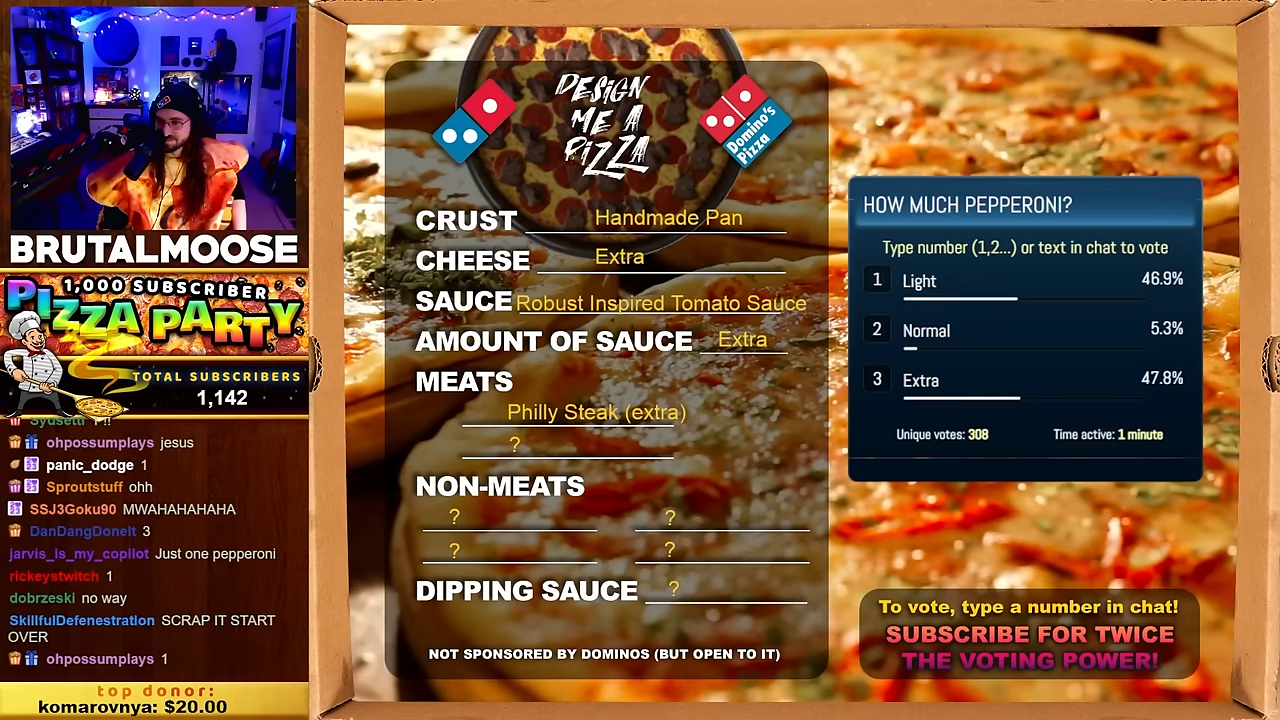 BRUTALMOOSE
1,000 SUBSCRIBER
PIZZA PARTY
TOTAL SUBSCRIBERS
1,142
ohpossumplays jesus
panic_dodge 1
Sproutstuff ohh
SSJ3Goku90 MWAHAHAHAHA
DanDangDoneIt 3
jarvis_is_my_copilot Just one pepperoni
rickeystwitch 1
dobrzeski no way
SkillfulDefenestration SCRAP IT START
OVER
ohpossumplays 1
top donor:
komarovnya: $20.00
DESIGN
ME A
PIZZA
Domino's
Pizza
CRUST Handmade Pan
CHEESE Extra
SAUCE Robust Inspired Tomato Sauce
AMOUNT OF SAUCE Extra
MEATS
Philly Steak (extra)
?
NON-MEATS
? ?
? ?
DIPPING SAUCE ?
NOT SPONSORED BY DOMINOS (BUT OPEN TO IT)
HOW MUCH PEPPERONI?
Type number (1,2...) or text in chat to vote
1 Light 46.9%
2 Normal 5.3%
3 Extra 47.8%
Unique votes: 308 Time active: 1 minute
To vote, type a number in chat!
SUBSCRIBE FOR TWICE
THE VOTING POWER!